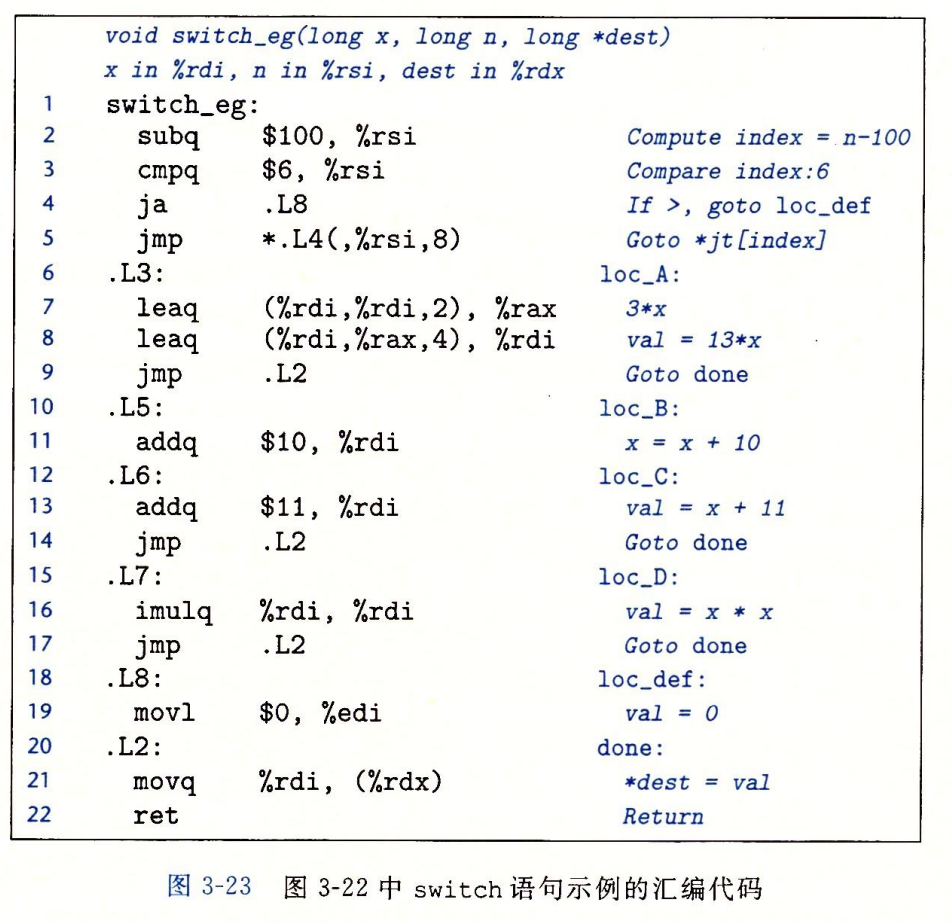 void switch_eg(long x, long n, long *dest)
x in %rdi, n in %rsi, dest in %rdx
1 switch_eg:
2 subq $100, %rsi Compute index = n-100
3 cmpq $6, %rsi Compare index:6
4 ja .L8 If >, goto loc_def
5 jmp *.L4(,%rsi,8) Goto *jt[index]
6 .L3: loc_A:
7 leaq (%rdi,%rdi,2), %rax 3*x
8 leaq (%rdi,%rax,4), %rdi val = 13*x
9 jmp .L2 Goto done
10 .L5: loc_B:
11 addq $10, %rdi x = x + 10
12 .L6: loc_C:
13 addq $11, %rdi val = x + 11
14 jmp .L2 Goto done
15 .L7: loc_D:
16 imulq %rdi, %rdi val = x * x
17 jmp .L2 Goto done
18 .L8: loc_def:
19 movl $0, %edi val = 0
20 .L2: done:
21 movq %rdi, (%rdx) *dest = val
22 ret Return
图 3-23 图 3-22 中 switch 语句示例的汇编代码